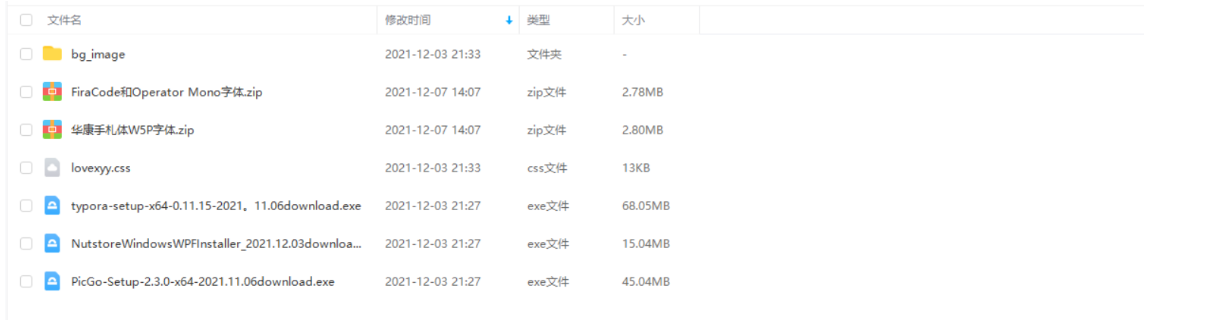 文件名 修改时间 类型 大小
bg_image 2021-12-03 21:33 文件夹 -
FiraCode和Operator Mono字体.zip 2021-12-07 14:07 zip文件 2.78MB
华康手札体W5P字体.zip 2021-12-07 14:07 zip文件 2.80MB
lovexyy.css 2021-12-03 21:33 css文件 13KB
typora-setup-x64-0.11.15-2021。11.06download.exe 2021-12-03 21:27 exe文件 68.05MB
NutstoreWindowsWPFInstaller_2021.12.03downloa... 2021-12-03 21:27 exe文件 15.04MB
PicGo-Setup-2.3.0-x64-2021.11.06download.exe 2021-12-03 21:27 exe文件 45.04MB